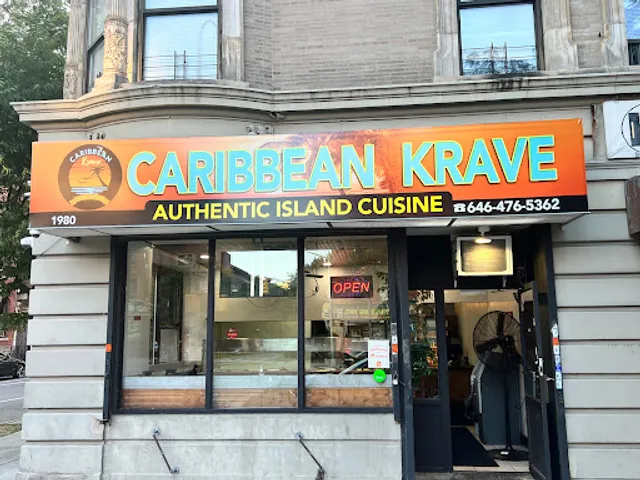 CARIBBEAN
Krave
CARIBBEAN KRAVE
AUTHENTIC ISLAND CUISINE
☎646-476-5362
1980
OPEN